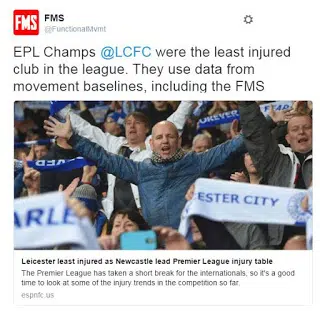 FMS
FMS
@FunctionalMvmt
EPL Champs @LCFC were the least injured
club in the league. They use data from
movement baselines, including the FMS
EVER
Leicester
FOREVER
ARLE
ESTER CITY
Leicester least injured as Newcastle lead Premier League injury table
The Premier League has taken a short break for the internationals, so it's a good
time to look at some of the injury trends in the competition so far.
espnfc.us